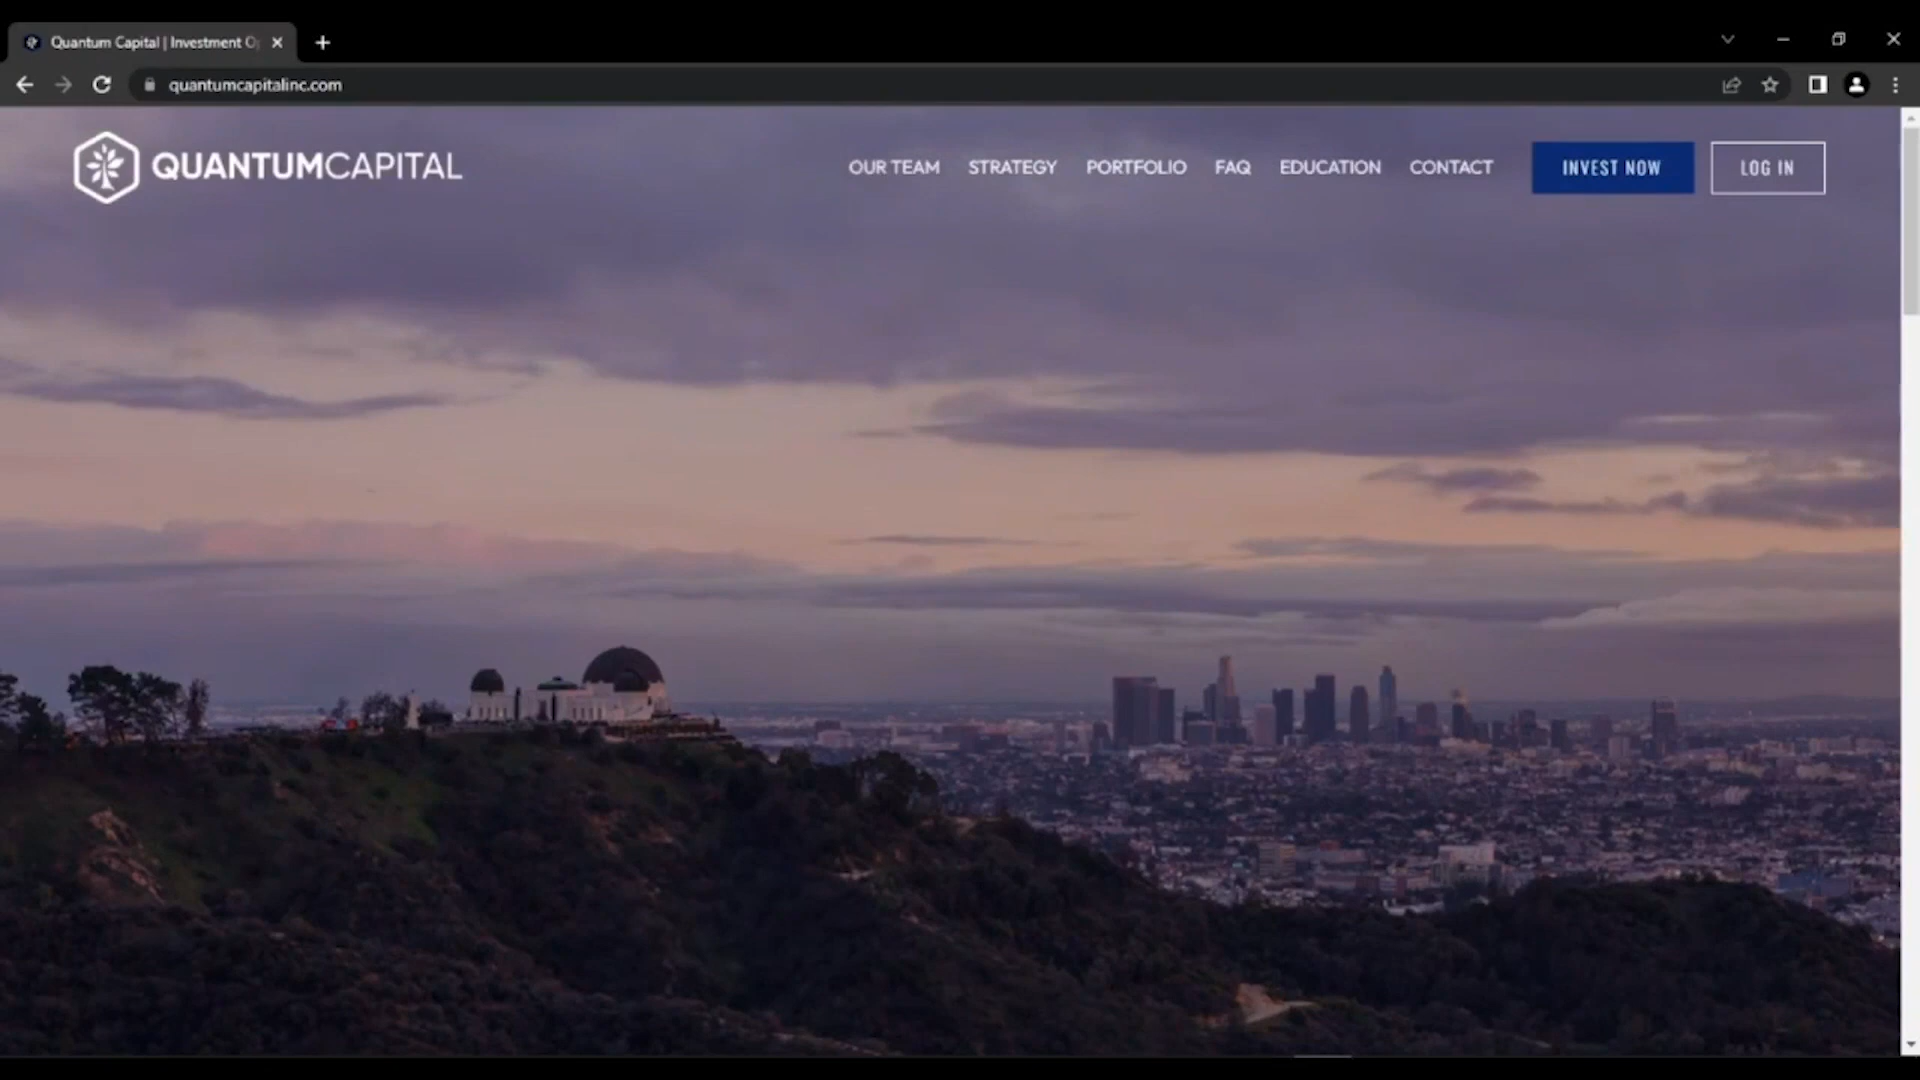 Quantum Capital | Investment O
quantumcapitalinc.com
QUANTUMCAPITAL
OUR TEAM STRATEGY PORTFOLIO FAQ EDUCATION CONTACT INVEST NOW LOG IN